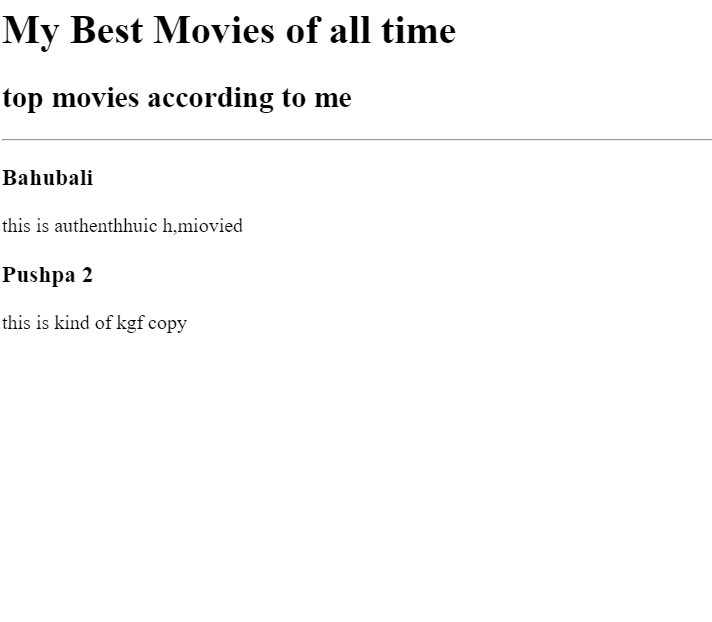 My Best Movies of all time
top movies according to me
Bahubali
this is authenthhuic h,miovied
Pushpa 2
this is kind of kgf copy